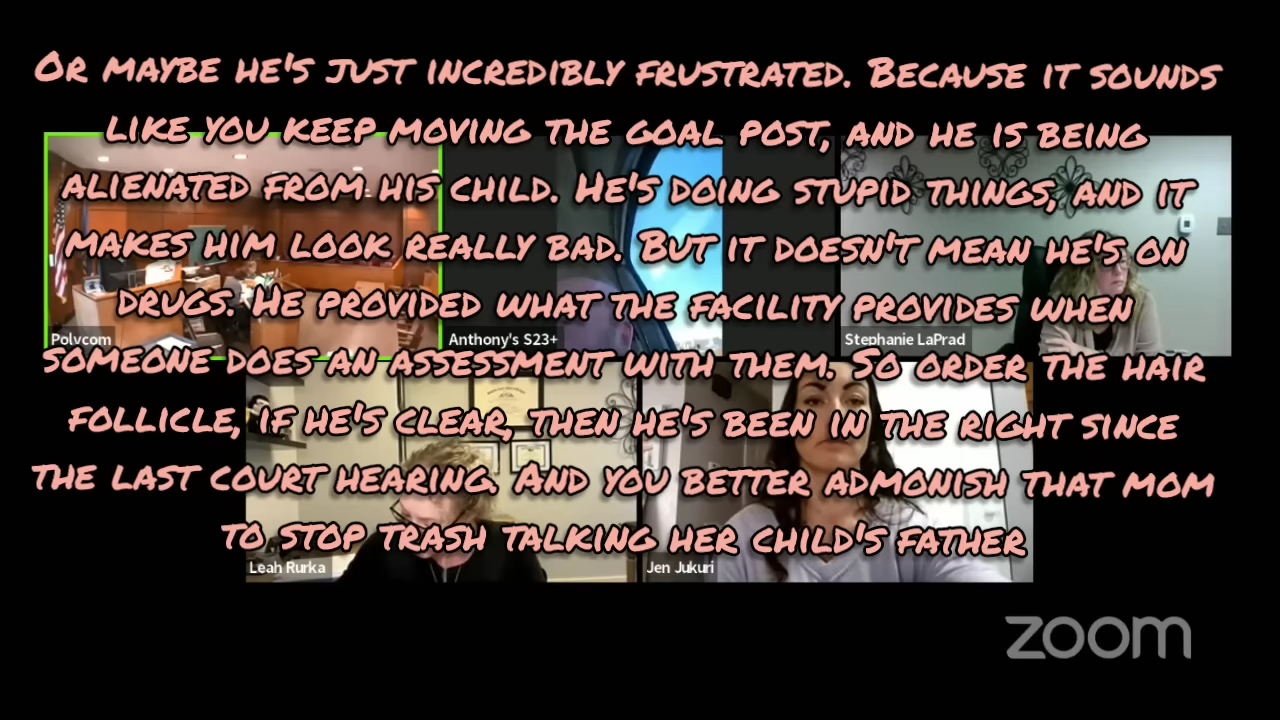 Or maybe he's just incredibly frustrated. Because it sounds
like you keep moving the goal post, and he is being
alienated from his child. He's doing stupid things, and it
makes him look really bad. But it doesn't mean he's on
drugs. He provided what the facility provides when
Polycom
Anthony's S23+
Stephanie LaPrad
someone does an assessment with them. So order the hair
follicle, if he's clear, then he's been in the right since
the last court hearing. And you better admonish that mom
to stop trash talking her child's father
Leah Rurka
Jen Jukuri
zoom